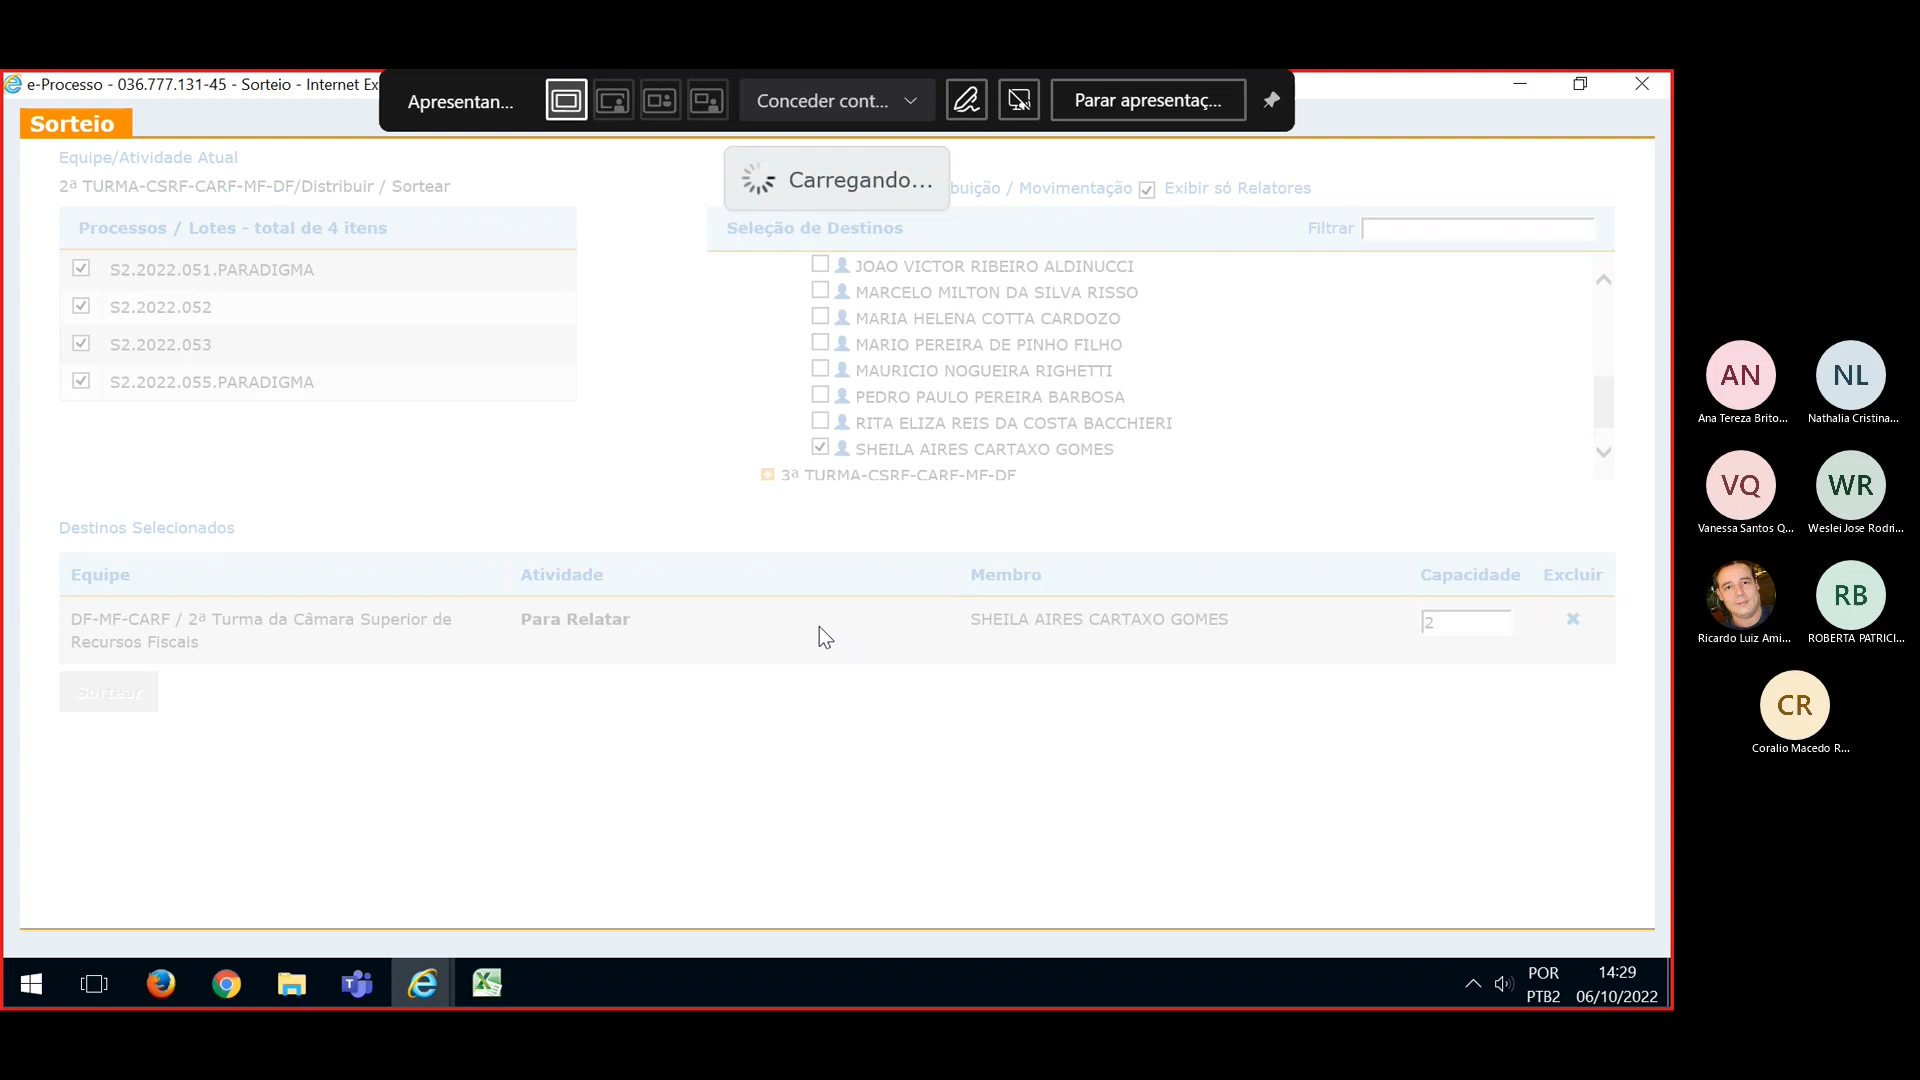 e-Processo - 036.777.131-45 - Sorteio - Internet Ex
Apresentan...
Conceder cont...
Parar apresentaç...
Sorteio
Equipe/Atividade Atual
2ª TURMA-CSRF-CARF-MF-DF/Distribuir / Sortear
Carregando...
buição / Movimentação
Exibir só Relatores
Processos / Lotes - total de 4 itens
S2.2022.051.PARADIGMA
S2.2022.052
S2.2022.053
S2.2022.055.PARADIGMA
Seleção de Destinos
Filtrar
JOAO VICTOR RIBEIRO ALDINUCCI
MARCELO MILTON DA SILVA RISSO
MARIA HELENA COTTA CARDOZO
MARIO PEREIRA DE PINHO FILHO
MAURICIO NOGUEIRA RIGHETTI
PEDRO PAULO PEREIRA BARBOSA
RITA ELIZA REIS DA COSTA BACCHIERI
SHEILA AIRES CARTAXO GOMES
3ª TURMA-CSRF-CARF-MF-DF
Destinos Selecionados
Equipe Atividade Membro Capacidade Excluir
DF-MF-CARF / 2ª Turma da Câmara Superior de
Recursos Fiscais
Para Relatar
SHEILA AIRES CARTAXO GOMES
2
Sortear
POR
PTB2
14:29
06/10/2022
AN
Ana Tereza Brito...
NL
Nathalia Cristina...
VQ
Vanessa Santos Q...
WR
Weslei Jose Rodri...
Ricardo Luiz Ami...
RB
ROBERTA PATRICI...
CR
Coralio Macedo R...